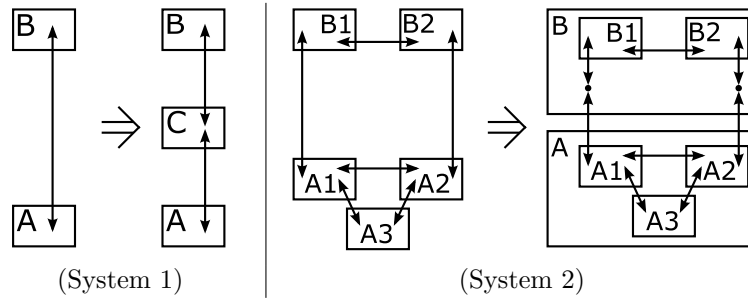 B
B
C
A
A
(System 1)
B1 B2
A1 A2
A3
B B1 B2
A
A1 A2
A3
(System 2)